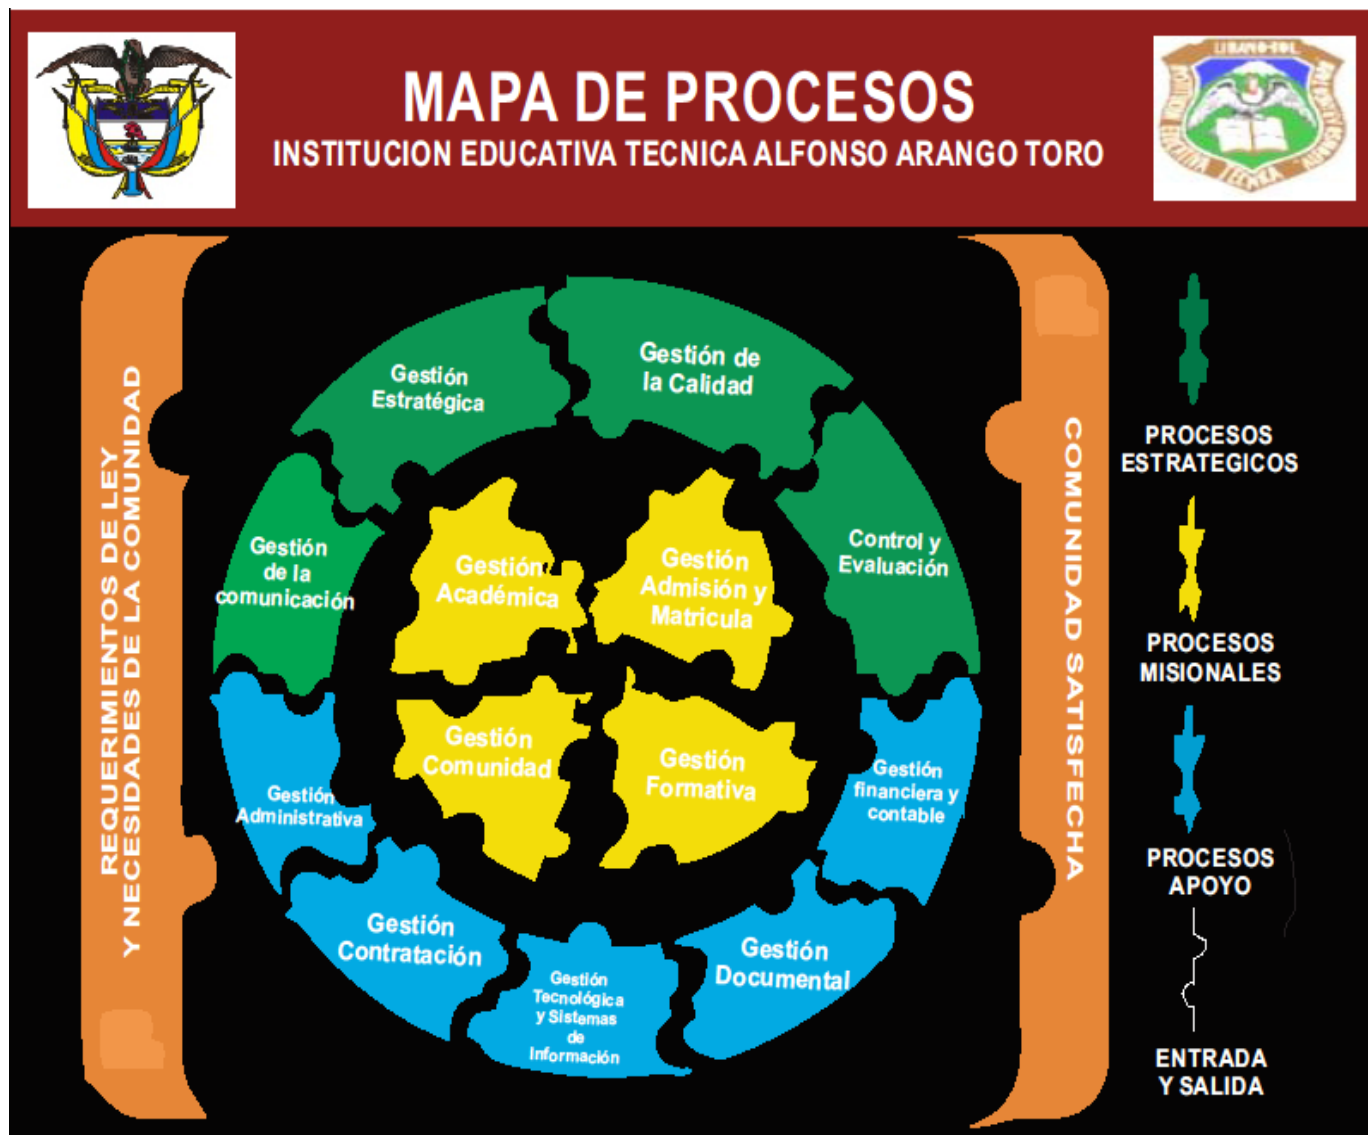 MAPA DE PROCESOS
INSTITUCION EDUCATIVA TECNICA ALFONSO ARANGO TORO
LIBANO-TOL
TECNICA
REQUERIMIENTOS DE LEY
Y NECESIDADES DE LA COMUNIDAD
Gestión
Estratégica
Gestión de
la Calidad
Control y
Evaluación
Gestión
de la
comunicación
Gestión
Académica
Gestión
Admisión y
Matricula
Gestión
Comunidad
Gestión
Formativa
Gestión
Administrativa
Gestión
Contratación
Gestión
Tecnológica
y Sistemas
de
Información
Gestión
Documental
Gestión
financiera y
contable
COMUNIDAD SATISFECHA
PROCESOS
ESTRATEGICOS
PROCESOS
MISIONALES
PROCESOS
APOYO
ENTRADA
Y SALIDA